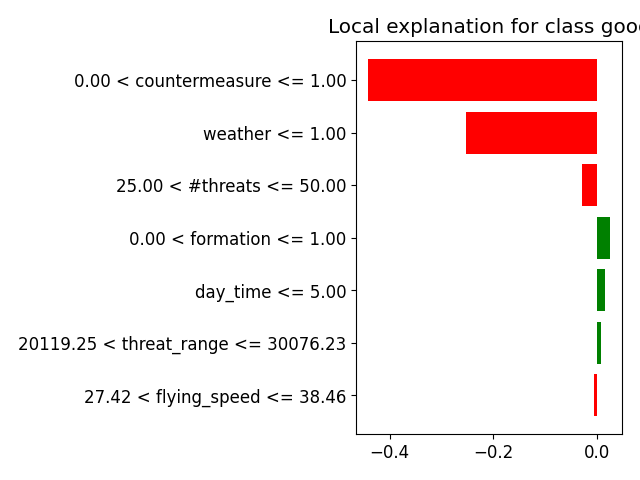 Local explanation for class good
0.00 < countermeasure <= 1.00
weather <= 1.00
25.00 < #threats <= 50.00
0.00 < formation <= 1.00
day_time <= 5.00
20119.25 < threat_range <= 30076.23
27.42 < flying_speed <= 38.46
−0.4 −0.2 0.0